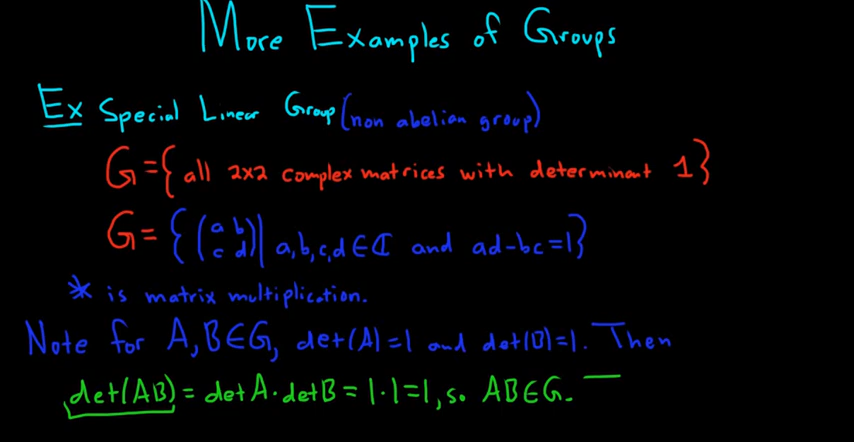 More Examples of Groups
Ex Special Linear Group (non abelian group)
G={all 2x2 complex matrices with determinant 1}
G={(a b c d)| a,b,c,d∈ℂ and ad-bc=1}
* is matrix multiplication.
Note for A,B∈G, det(A)=1 and det(B)=1. Then
det(AB)=detA·detB=1·1=1, so AB∈G.